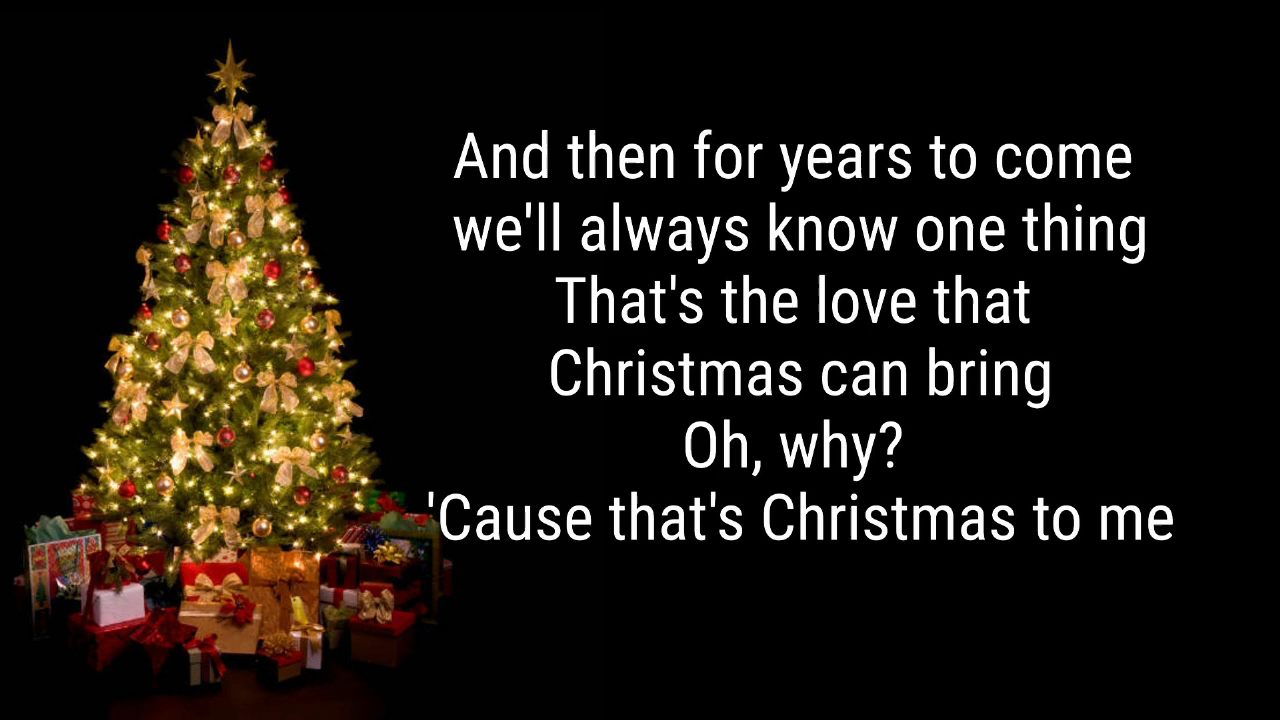 And then for years to come
we'll always know one thing
That's the love that
Christmas can bring
Oh, why?
'Cause that's Christmas to me